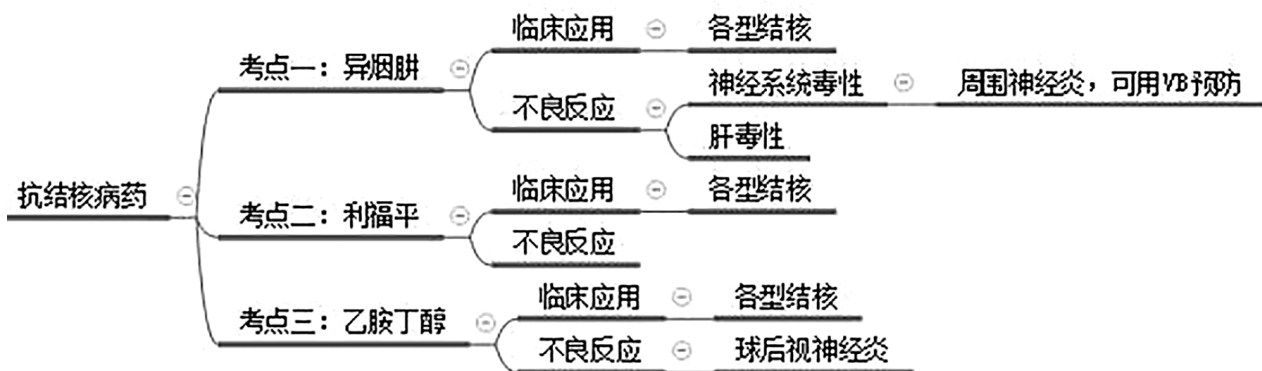 抗结核病药
考点一：异烟肼
临床应用
各型结核
不良反应
神经系统毒性
周围神经炎，可用VB预防
肝毒性
考点二：利福平
临床应用
各型结核
不良反应
考点三：乙胺丁醇
临床应用
各型结核
不良反应
球后视神经炎